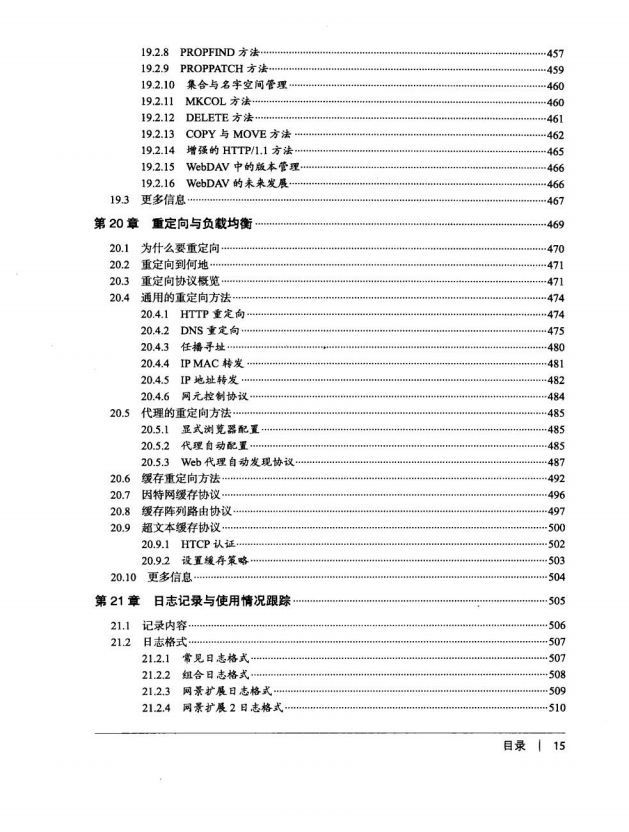 19.2.8 PROPFIND 方法……457
19.2.9 PROPPATCH 方法……459
19.2.10 集合与名字空间管理……460
19.2.11 MKCOL 方法……460
19.2.12 DELETE 方法……461
19.2.13 COPY 与 MOVE 方法……462
19.2.14 增强的 HTTP/1.1 方法……465
19.2.15 WebDAV 中的版本管理……466
19.2.16 WebDAV 的未来发展……466
19.3 更多信息……467
第 20 章 重定向与负载均衡……469
20.1 为什么要重定向……470
20.2 重定向到何地……471
20.3 重定向协议概览……471
20.4 通用的重定向方法……474
20.4.1 HTTP 重定向……474
20.4.2 DNS 重定向……475
20.4.3 任播寻址……480
20.4.4 IP MAC 转发……481
20.4.5 IP 地址转发……482
20.4.6 网元控制协议……484
20.5 代理的重定向方法……485
20.5.1 显式浏览器配置……485
20.5.2 代理自动配置……485
20.5.3 Web 代理自动发现协议……487
20.6 缓存重定向方法……492
20.7 因特网缓存协议……496
20.8 缓存阵列路由协议……497
20.9 超文本缓存协议……500
20.9.1 HTCP 认证……502
20.9.2 设置缓存策略……503
20.10 更多信息……504
第 21 章 日志记录与使用情况跟踪……505
21.1 记录内容……506
21.2 日志格式……507
21.2.1 常见日志格式……507
21.2.2 组合日志格式……508
21.2.3 网景扩展日志格式……509
21.2.4 网景扩展 2 日志格式……510
目录 | 15